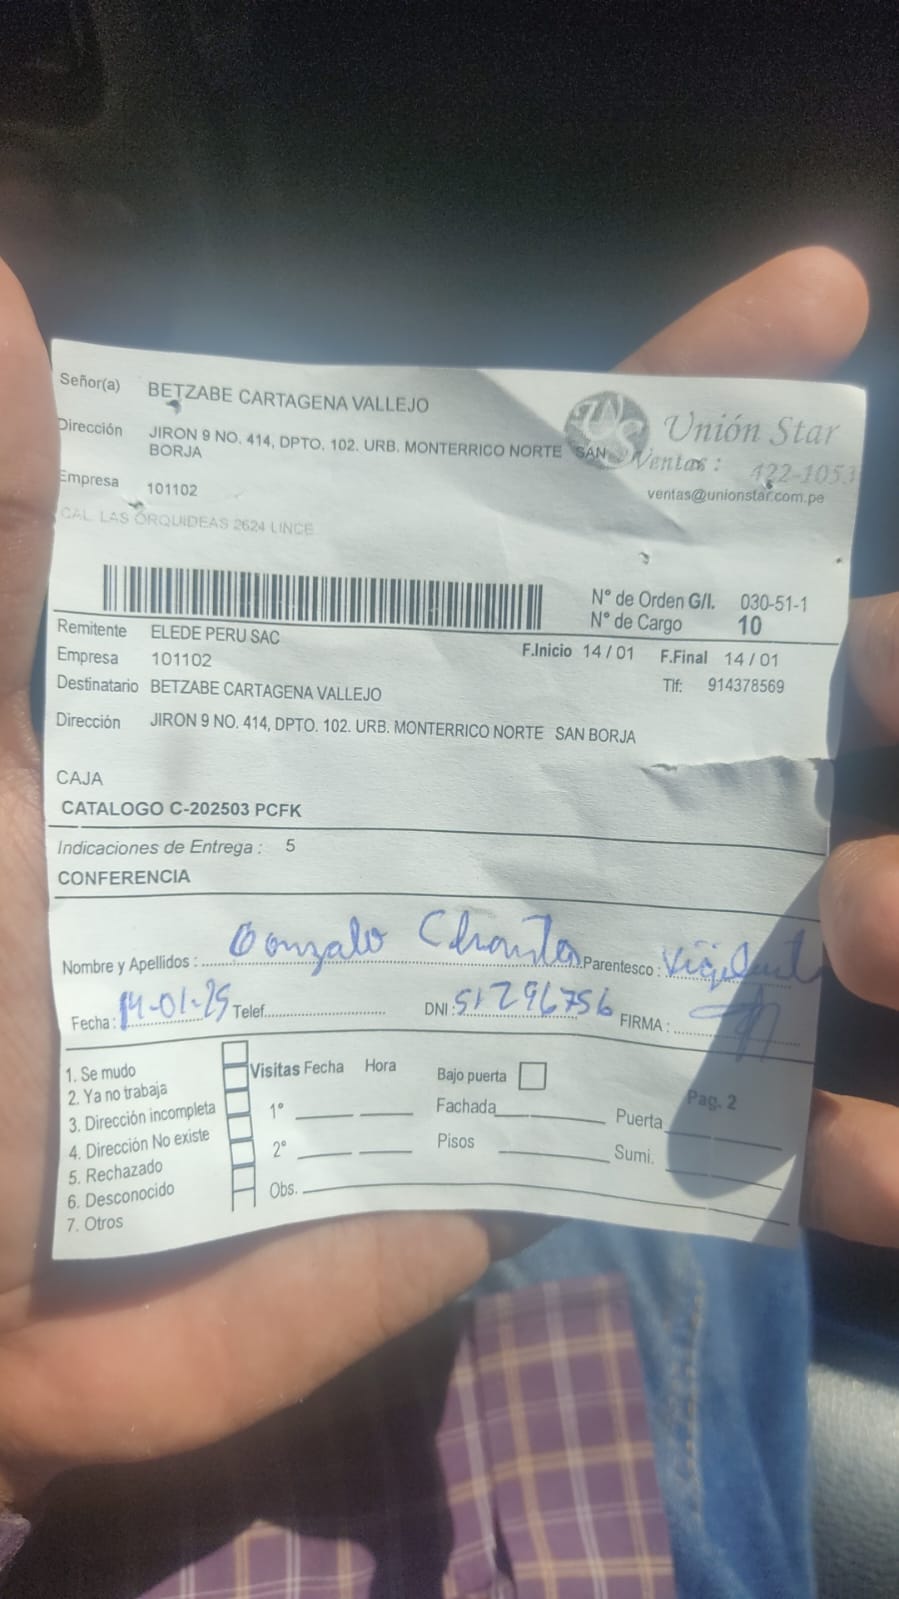 Señor(a) BETZABE CARTAGENA VALLEJO
Dirección JIRON 9 NO. 414, DPTO. 102. URB. MONTERRICO NORTE SAN
BORJA
Empresa 101102
CAL. LAS ORQUIDEAS 2624 LINCE
US
Unión Star
Ventas : 422-1053
ventas@unionstar.com.pe
N° de Orden G/I. 030-51-1
N° de Cargo 10
Remitente ELEDE PERU SAC
F.Inicio 14 / 01 F.Final 14 / 01
Empresa 101102
Tlf: 914378569
Destinatario BETZABE CARTAGENA VALLEJO
Dirección JIRON 9 NO. 414, DPTO. 102. URB. MONTERRICO NORTE SAN BORJA
CAJA
CATALOGO C-202503 PCFK
Indicaciones de Entrega : 5
CONFERENCIA
Nombre y Apellidos : Gonzalo Parentesco : Vigilant
Fecha : 14-01-25 Telef. DNI : 51296756 FIRMA :
1. Se mudo
2. Ya no trabaja
3. Dirección incompleta
4. Dirección No existe
5. Rechazado
6. Desconocido
7. Otros
Visitas Fecha Hora
1°
2°
Obs.
Bajo puerta
Fachada
Pisos
Pag. 2
Puerta
Sumi.